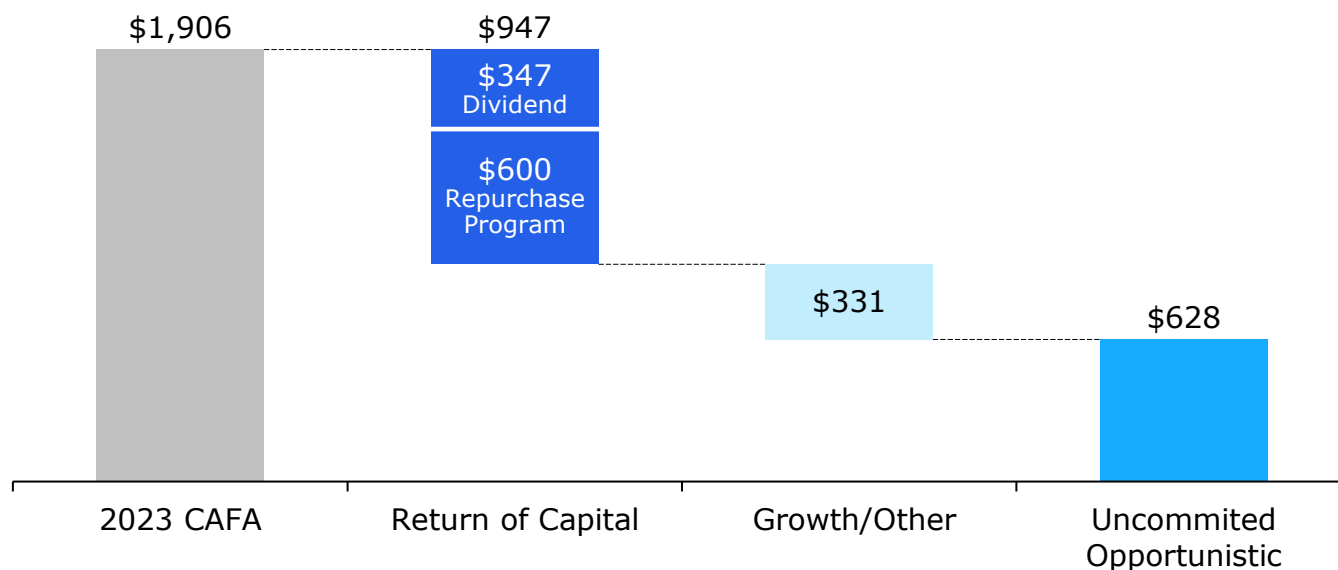 $1,906
$947
$347
Dividend
$600
Repurchase
Program
$331
$628
2023 CAFA
Return of Capital
Growth/Other
Uncommited
Opportunistic